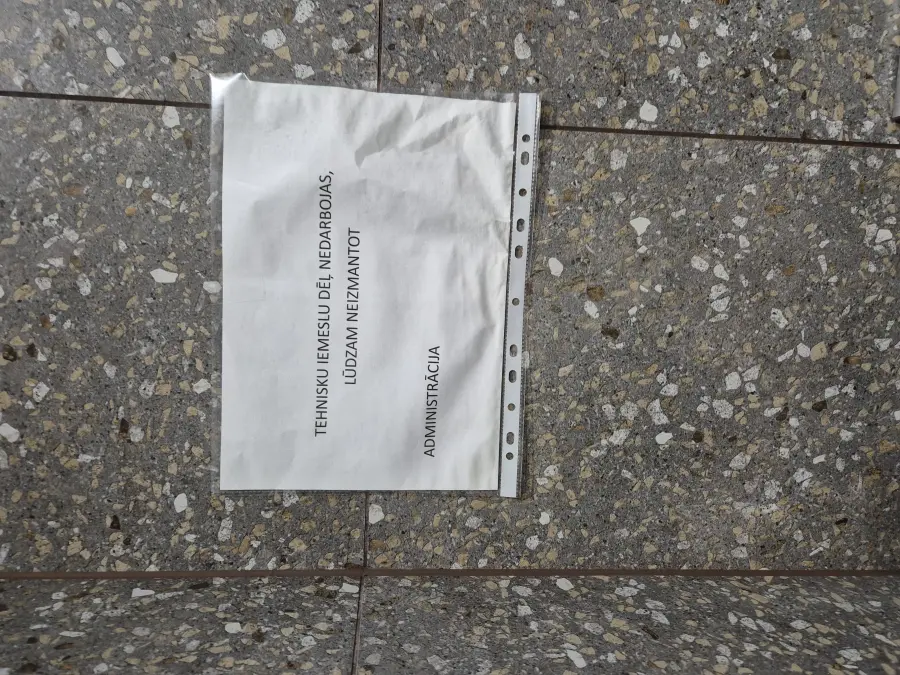 TEHNISKU IEMESLU DĒĻ NEDARBOJAS,
LŪDZAM NEIZMANTOT
ADMINISTRĀCIJA